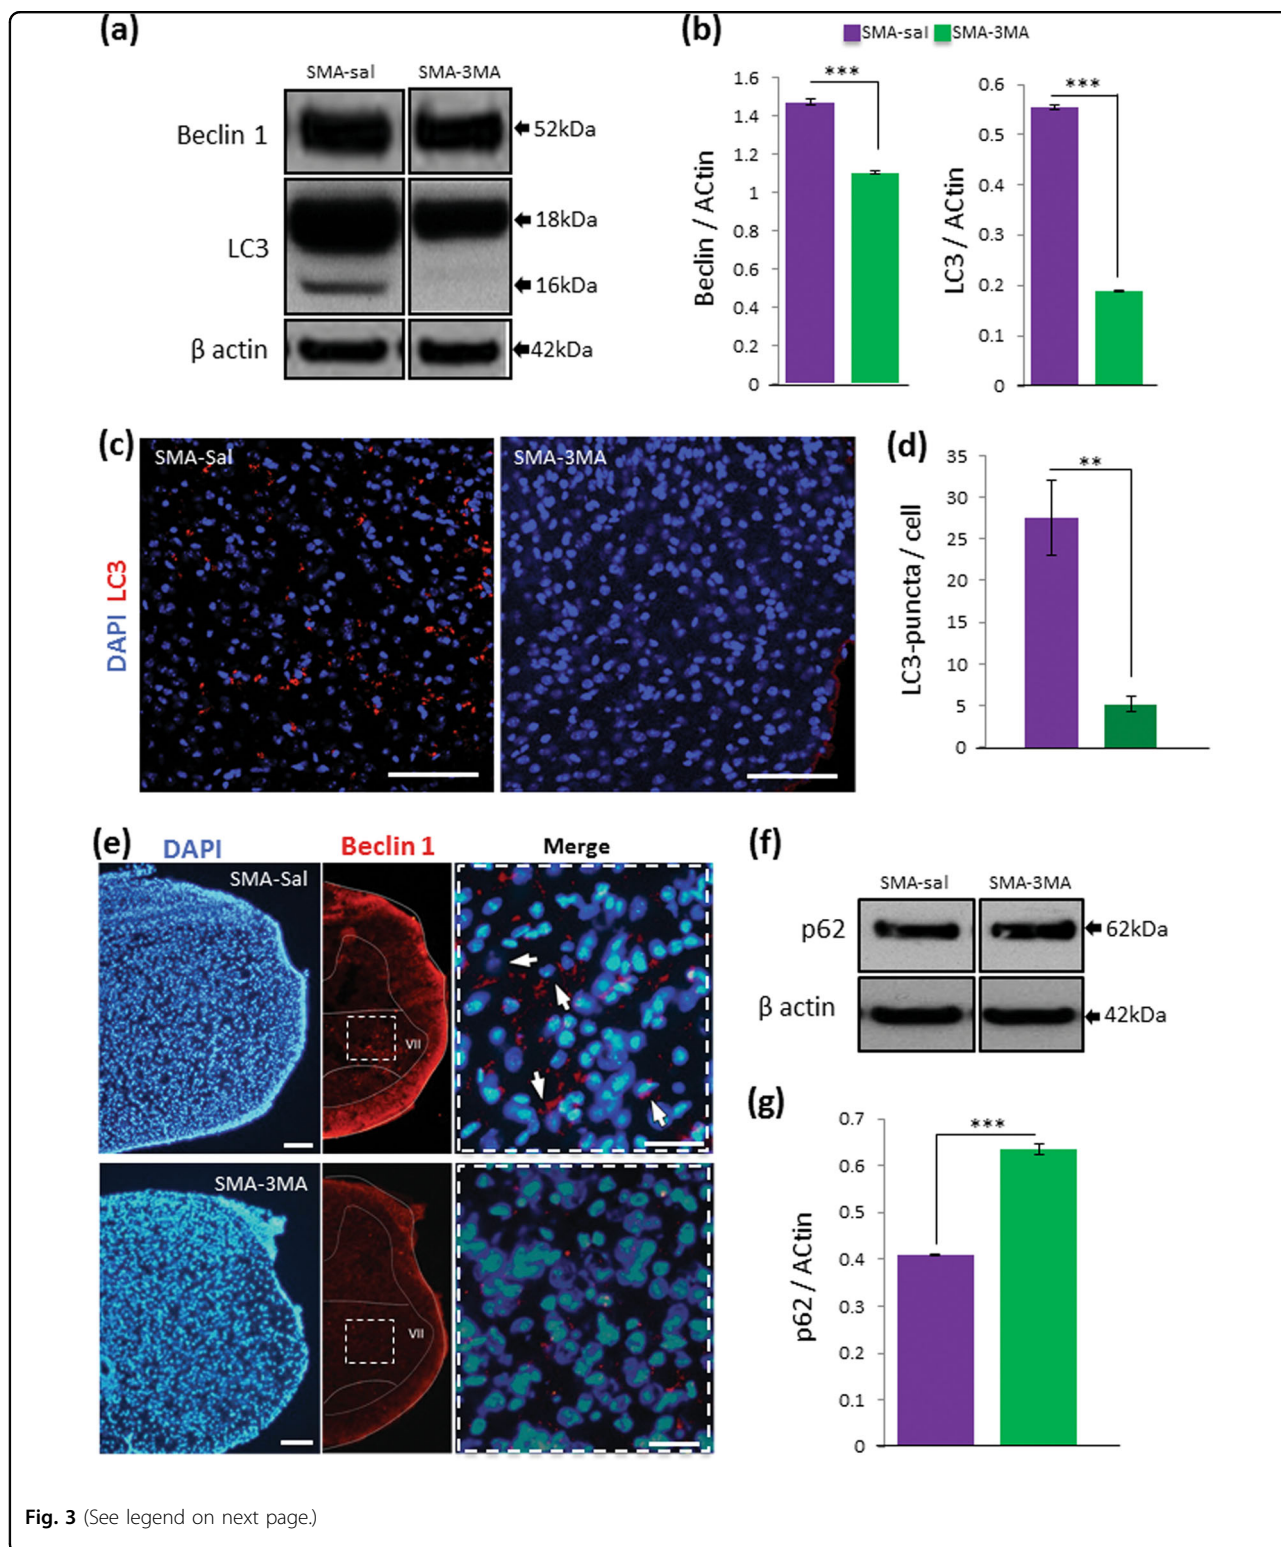 (a)
SMA-sal SMA-3MA
Beclin 1
52kDa
LC3
18kDa
16kDa
β actin
42kDa
(b)
SMA-sal SMA-3MA
Beclin / ACtin
1.6
1.4
1.2
1
0.8
0.6
0.4
0.2
0
***
LC3 / ACtin
0.6
0.5
0.4
0.3
0.2
0.1
0
***
(c)
DAPI LC3
SMA-Sal
SMA-3MA
(d)
LC3-puncta / cell
35
30
25
20
15
10
5
0
**
(e)
DAPI
Beclin 1
Merge
SMA-Sal
VII
SMA-3MA
VII
(f)
SMA-sal SMA-3MA
p62
62kDa
β actin
42kDa
(g)
p62 / ACtin
0.7
0.6
0.5
0.4
0.3
0.2
0.1
0
***
Fig. 3 (See legend on next page.)